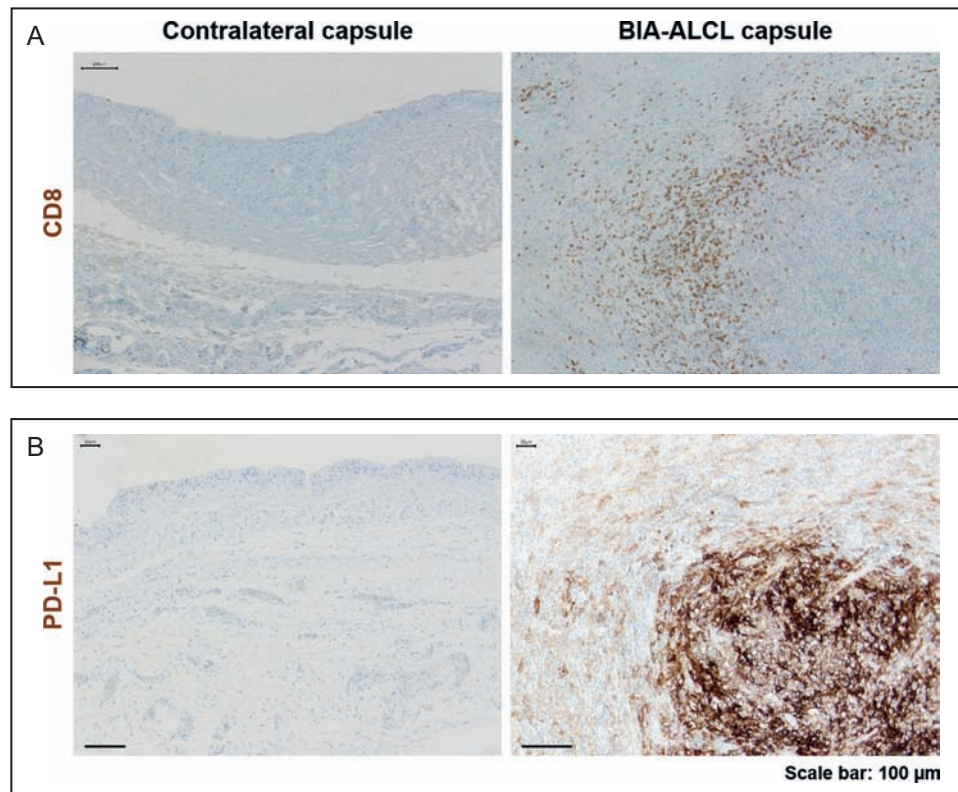 A
Contralateral capsule
BIA-ALCL capsule
CD8
B
PD-L1
Scale bar: 100 µm